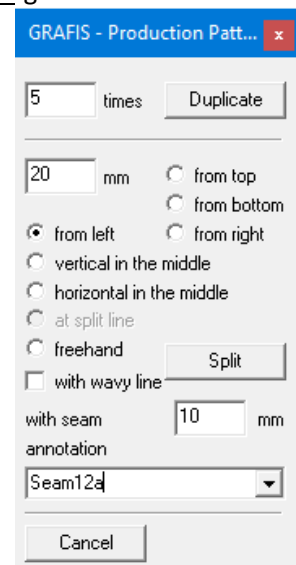 GRAFIS - Production Patt... x
5 times Duplicate
20 mm from top
from bottom
from left from right
vertical in the middle
horizontal in the middle
at split line
freehand Split
with wavy line
with seam 10 mm
annotation
Seam12a
Cancel